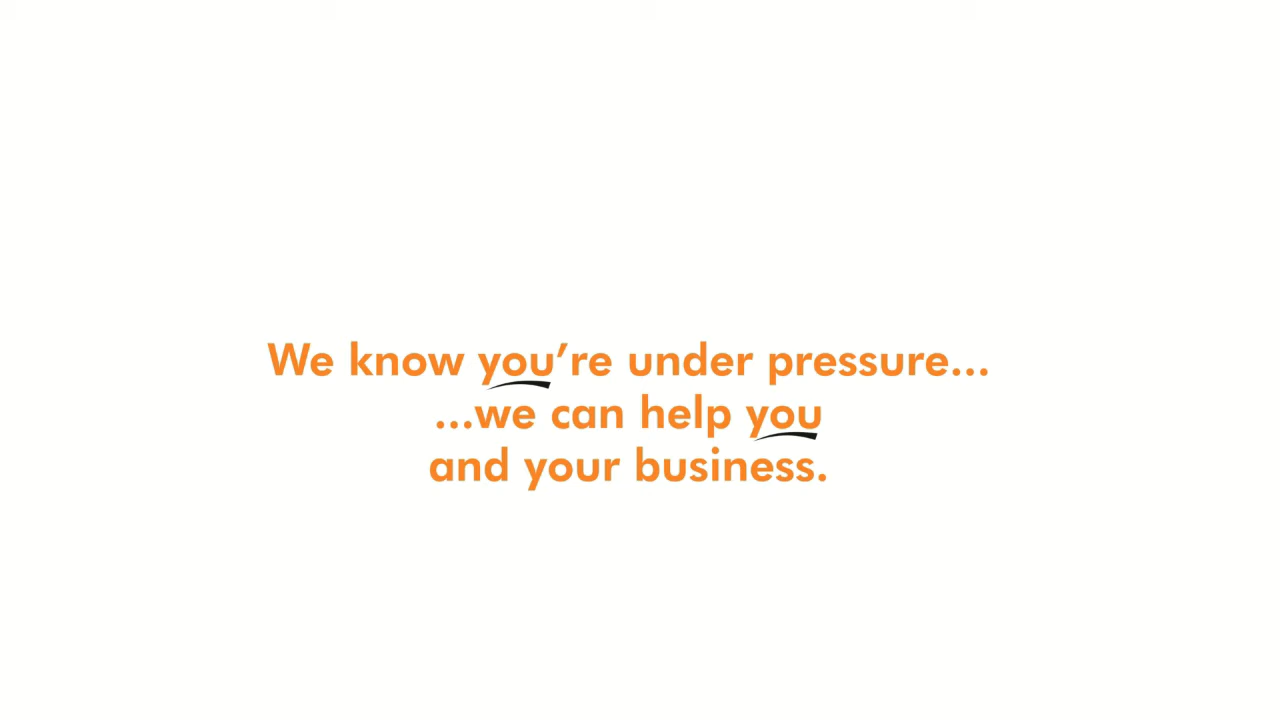 We know you’re under pressure...
...we can help you
and your business.